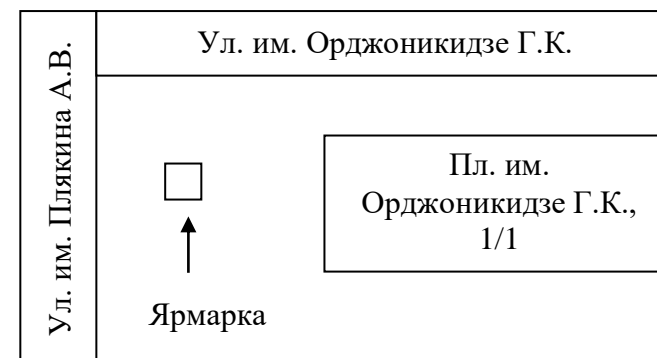 Ул. им. Орджоникидзе Г.К.
Ул. им. Плякина А.В.
Пл. им.
Орджоникидзе Г.К.,
1/1
Ярмарка